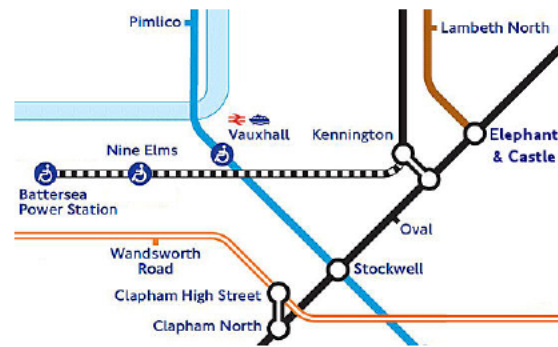 Pimlico
Lambeth North
Vauxhall
Kennington
Elephant
& Castle
Nine Elms
Battersea
Power Station
Oval
Wandsworth
Road
Stockwell
Clapham High Street
Clapham North